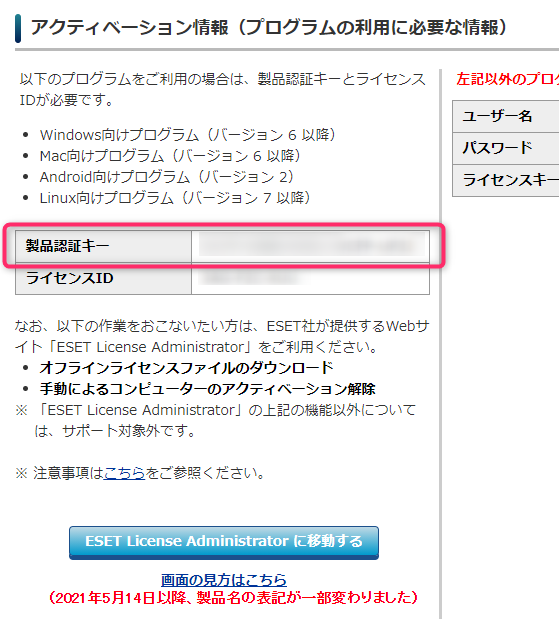 アクティベーション情報（プログラムの利用に必要な情報）
以下のプログラムをご利用の場合は、製品認証キーとライセンス
IDが必要です。
• Windows向けプログラム（バージョン 6 以降）
• Mac向けプログラム（バージョン 6 以降）
• Android向けプログラム（バージョン 2）
• Linux向けプログラム（バージョン 7 以降）
製品認証キー
ライセンスID
なお、以下の作業をおこないたい方は、ESET社が提供するWebサ
イト「ESET License Administrator」をご利用ください。
• オフラインライセンスファイルのダウンロード
• 手動によるコンピューターのアクティベーション解除
※ 「ESET License Administrator」の上記の機能以外について
は、サポート対象外です。
※ 注意事項はこちらをご参照ください。
ESET License Administrator に移動する
画面の見方はこちら
（2021年5月14日以降、製品名の表記が一部変わりました）
左記以外のプロ
ユーザー名
パスワード
ライセンスキー